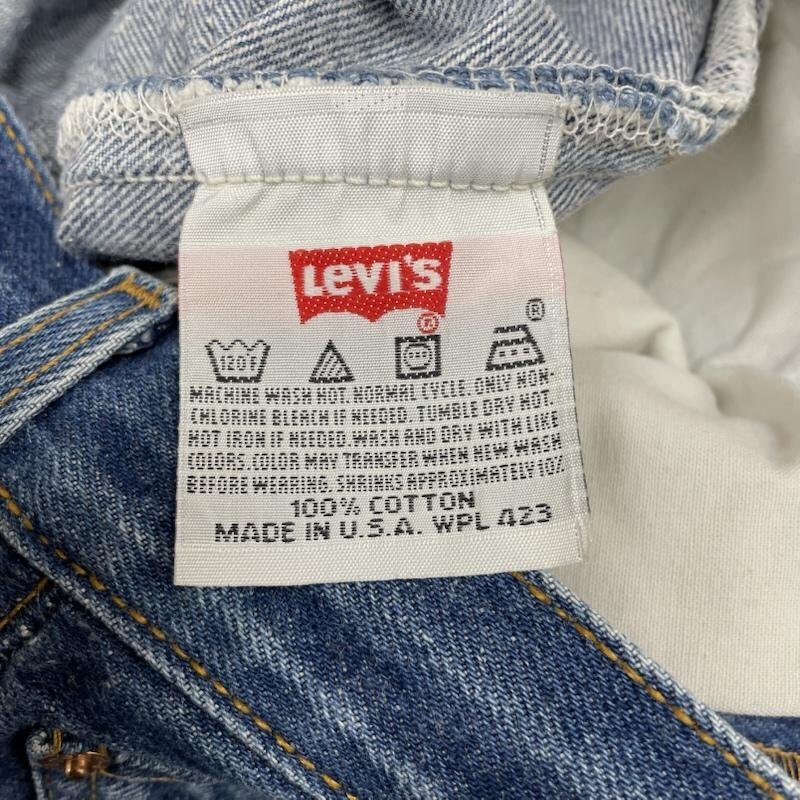 Levi's
®
120F
MACHINE WASH HOT. NORMAL CYCLE. ONLY NON-
CHLORINE BLEACH IF NEEDED. TUMBLE DRY HOT.
HOT IRON IF NEEDED. WASH AND DRY WITH LIKE
COLORS. COLOR MAY TRANSFER WHEN NEW. WASH
BEFORE WEARING. SHRINKS APPROXIMATELY 10%
100% COTTON
MADE IN U.S.A. WPL 423